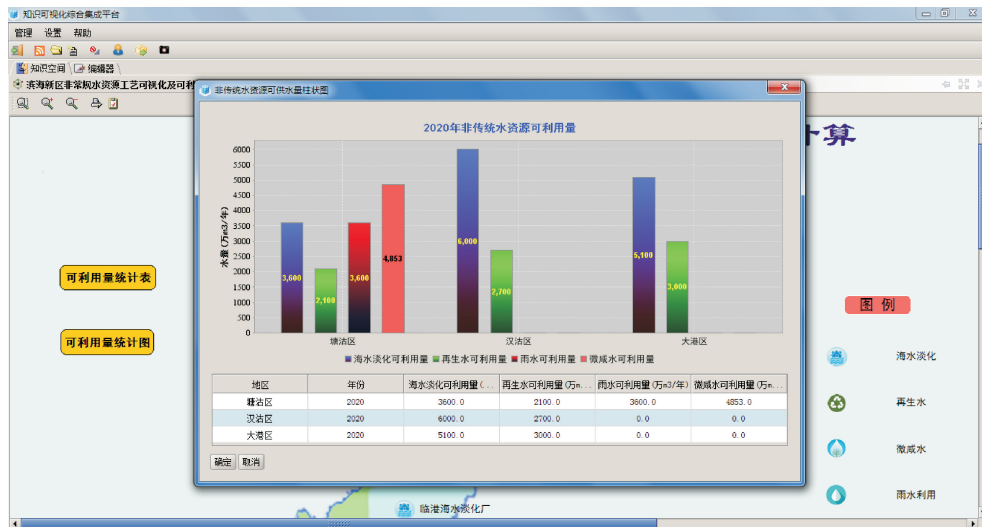 知识可视化综合集成平台
管理 设置 帮助
知识空间 编辑器
滨海新区非常规水资源工艺可视化及可利
非传统水资源可供水量柱状图
计算
2020年非传统水资源可利用量
水量(万m3/年)
6000
5500
5000
4500
4000
3500
3000
2500
2000
1500
1000
500
0
3,600
2,100
3,600
4,853
6,000
2,700
5,100
3,000
塘沽区 汉沽区 大港区
海水淡化可利用量 再生水可利用量 雨水可利用量 微咸水可利用量
地区 年份 海水淡化可利用量(... 再生水可利用量(万m... 雨水可利用量(万m3/年) 微咸水可利用量(万m...
塘沽区 2020 3600.0 2100.0 3600.0 4853.0
汉沽区 2020 6000.0 2700.0 0.0 0.0
大港区 2020 5100.0 3000.0 0.0 0.0
确定 取消
可利用量统计表
可利用量统计图
图 例
海水淡化
再生水
微咸水
雨水利用
临港海水淡化厂